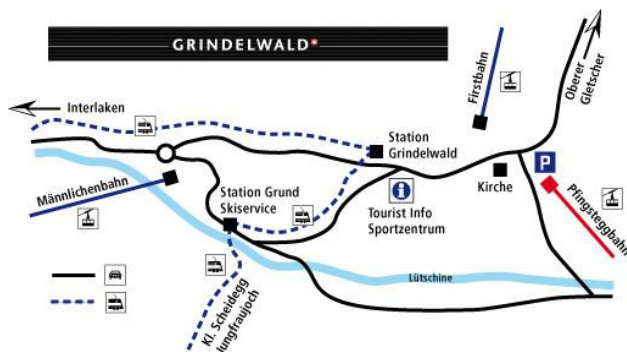 GRINDELWALD
Interlaken
Firstbahn
Oberer
Gletscher
Station
Grindelwald
P
Männlichenbahn
Station Grund
Skiservice
i
Tourist Info
Sportzentrum
Kirche
Pfingsteggbahn
Lütschine
Kl. Scheidegg
Jungfraujoch